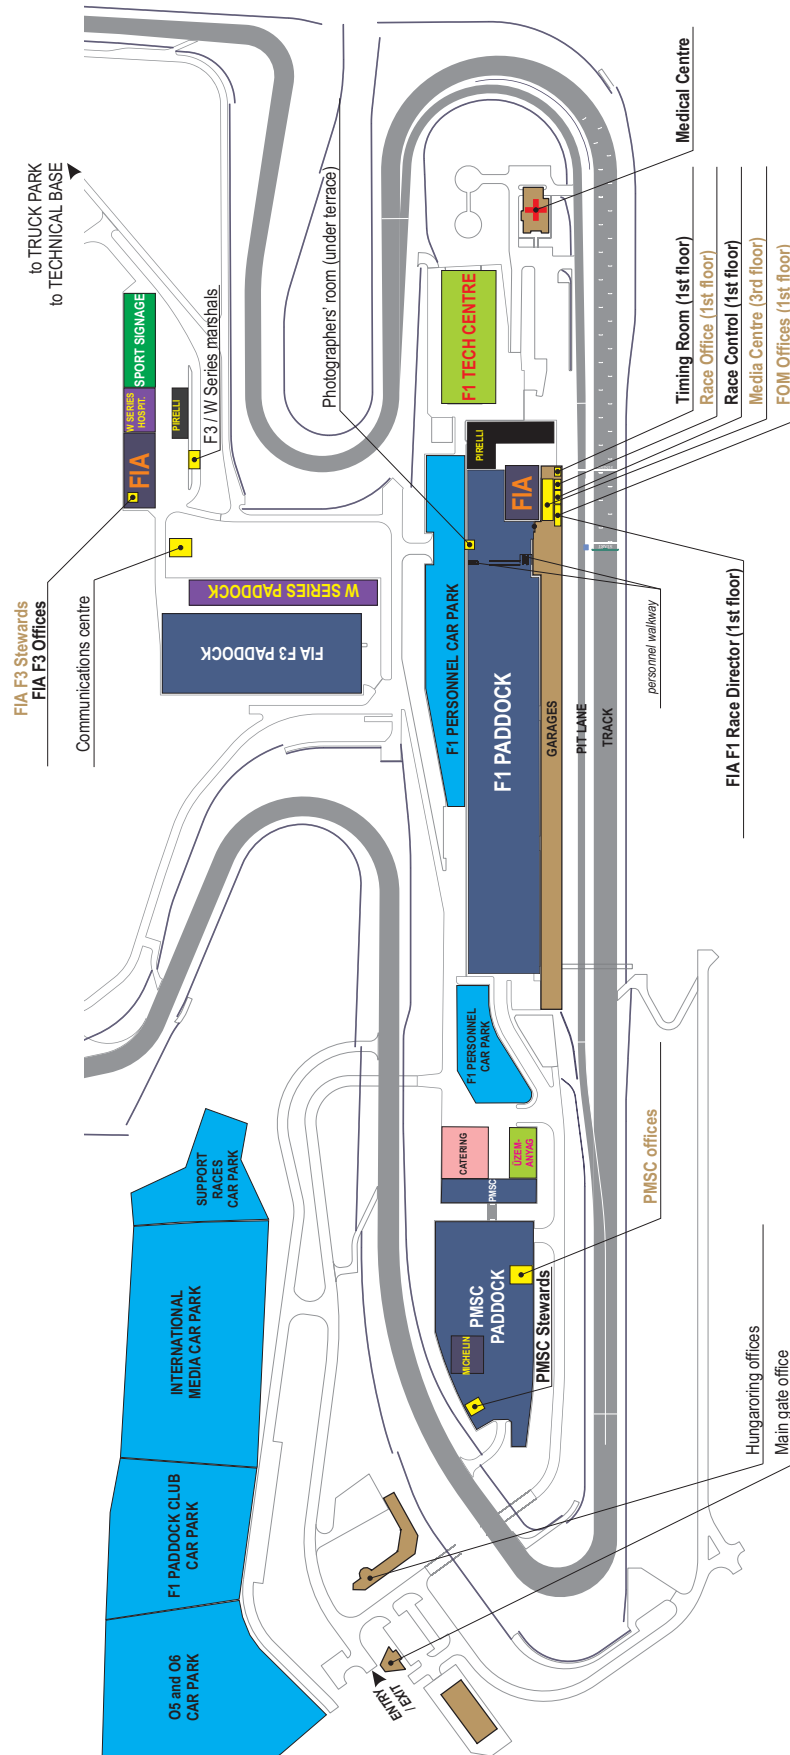 to TRUCK PARK
to TECHNICAL BASE
SPORT SIGNAGE
W SERIES
HOSPIT.
PIRELLI
FIA
F3 / W Series marshals
FIA F3 Stewards
FIA F3 Offices
Communications centre
W SERIES PADDOCK
FIA F3 PADDOCK
Photographers' room (under terrace)
Medical Centre
F1 TECH CENTRE
PIRELLI
FIA
Timing Room (1st floor)
Race Office (1st floor)
Race Control (1st floor)
Media Centre (3rd floor)
FOM Offices (1st floor)
F1 PERSONNEL CAR PARK
F1 PADDOCK
GARAGES
PIT LANE
TRACK
personnel walkway
FIA F1 Race Director (1st floor)
F1 PERSONNEL
CAR PARK
CATERING
ÜZEM-
ANYAG
PMSC
PMSC offices
PMSC
PADDOCK
MICHELIN
PMSC Stewards
SUPPORT
RACES
CAR PARK
INTERNATIONAL
MEDIA CAR PARK
F1 PADDOCK CLUB
CAR PARK
O5 and O6
CAR PARK
ENTRY
/ EXIT
Hungaroring offices
Main gate office